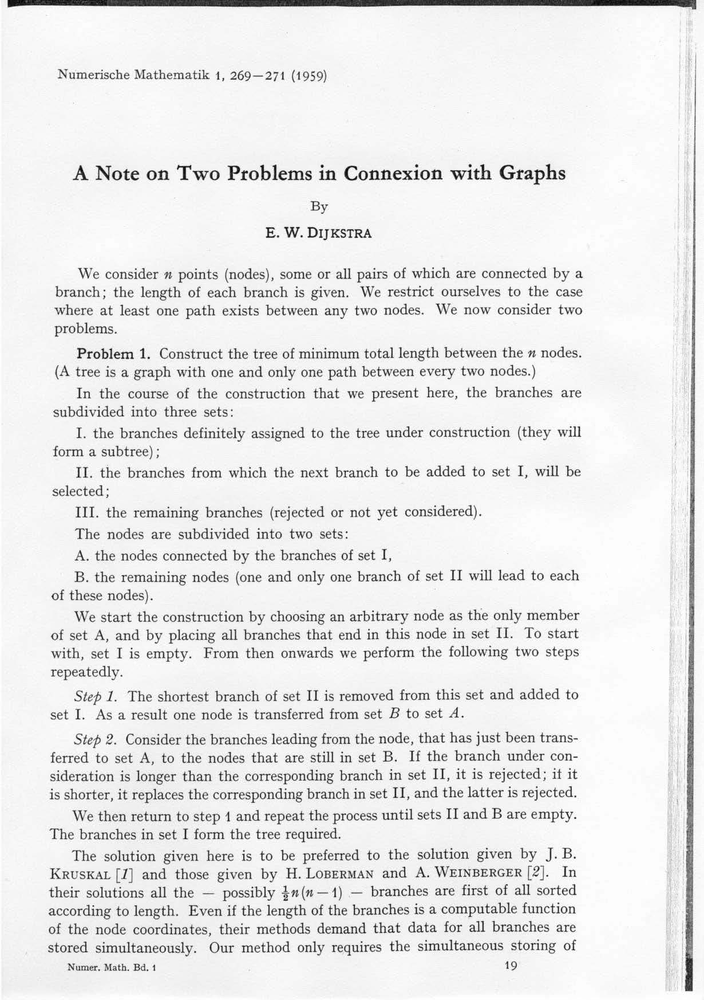 Numerische Mathematik 1, 269—271 (1959)
A Note on Two Problems in Connexion with Graphs
By
E. W. DIJKSTRA
We consider n points (nodes), some or all pairs of which are connected by a
branch; the length of each branch is given. We restrict ourselves to the case
where at least one path exists between any two nodes. We now consider two
problems.
Problem 1. Construct the tree of minimum total length between the n nodes.
(A tree is a graph with one and only one path between every two nodes.)
In the course of the construction that we present here, the branches are
subdivided into three sets:
I. the branches definitely assigned to the tree under construction (they will
form a subtree);
II. the branches from which the next branch to be added to set I, will be
selected;
III. the remaining branches (rejected or not yet considered).
The nodes are subdivided into two sets:
A. the nodes connected by the branches of set I,
B. the remaining nodes (one and only one branch of set II will lead to each
of these nodes).
We start the construction by choosing an arbitrary node as the only member
of set A, and by placing all branches that end in this node in set II. To start
with, set I is empty. From then onwards we perform the following two steps
repeatedly.
Step 1. The shortest branch of set II is removed from this set and added to
set I. As a result one node is transferred from set B to set A.
Step 2. Consider the branches leading from the node, that has just been trans-
ferred to set A, to the nodes that are still in set B. If the branch under con-
sideration is longer than the corresponding branch in set II, it is rejected; if it
is shorter, it replaces the corresponding branch in set II, and the latter is rejected.
We then return to step 1 and repeat the process until sets II and B are empty.
The branches in set I form the tree required.
The solution given here is to be preferred to the solution given by J. B.
KRUSKAL [1] and those given by H. LOBERMAN and A. WEINBERGER [2]. In
their solutions all the — possibly ½n(n—1) — branches are first of all sorted
according to length. Even if the length of the branches is a computable function
of the node coordinates, their methods demand that data for all branches are
stored simultaneously. Our method only requires the simultaneous storing of
Numer. Math. Bd. 1
19